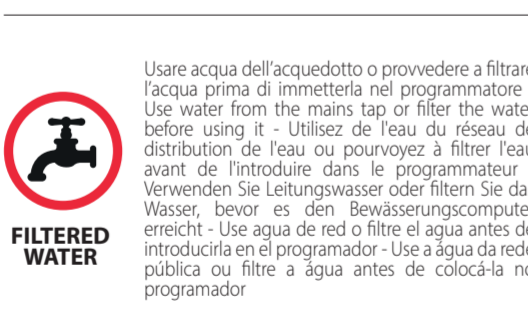 Usare acqua dell'acquedotto o provvedere a filtrare
l'acqua prima di immetterla nel programmatore
Use water from the mains tap or filter the wate
before using it - Utilisez de l'eau du réseau de
distribution de l'eau ou pourvoyez à filtrer l'eau
avant de l'introduire dans le programmateur
Verwenden Sie Leitungswasser oder filtern Sie da
Wasser, bevor es den Bewässerungscompute
erreicht - Use agua de red o filtre el agua antes de
introducirla en el programador - Use a água da rede
pública ou filtre a água antes de colocá-la no
programador
FILTERED
WATER